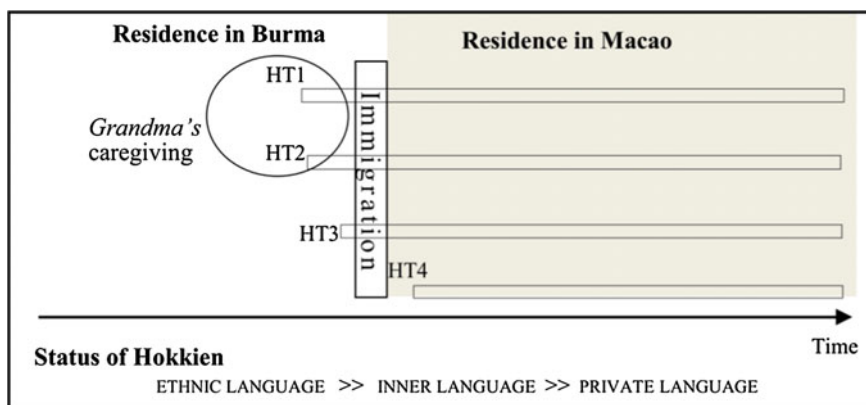 Residence in Burma
Residence in Macao
HT1
Grandma's
caregiving
HT2
Immigration
HT3
HT4
Time
Status of Hokkien
ETHNIC LANGUAGE >> INNER LANGUAGE >> PRIVATE LANGUAGE